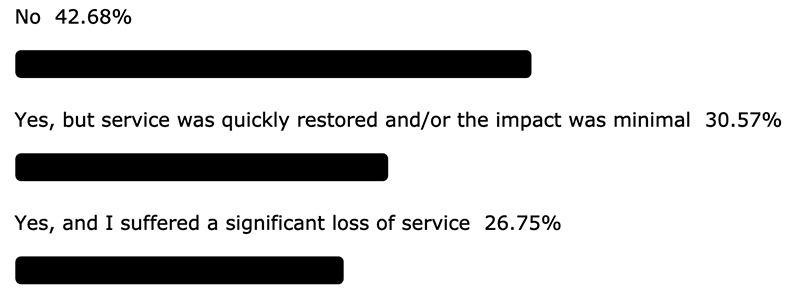 No 42.68%
Yes, but service was quickly restored and/or the impact was minimal 30.57%
Yes, and I suffered a significant loss of service 26.75%